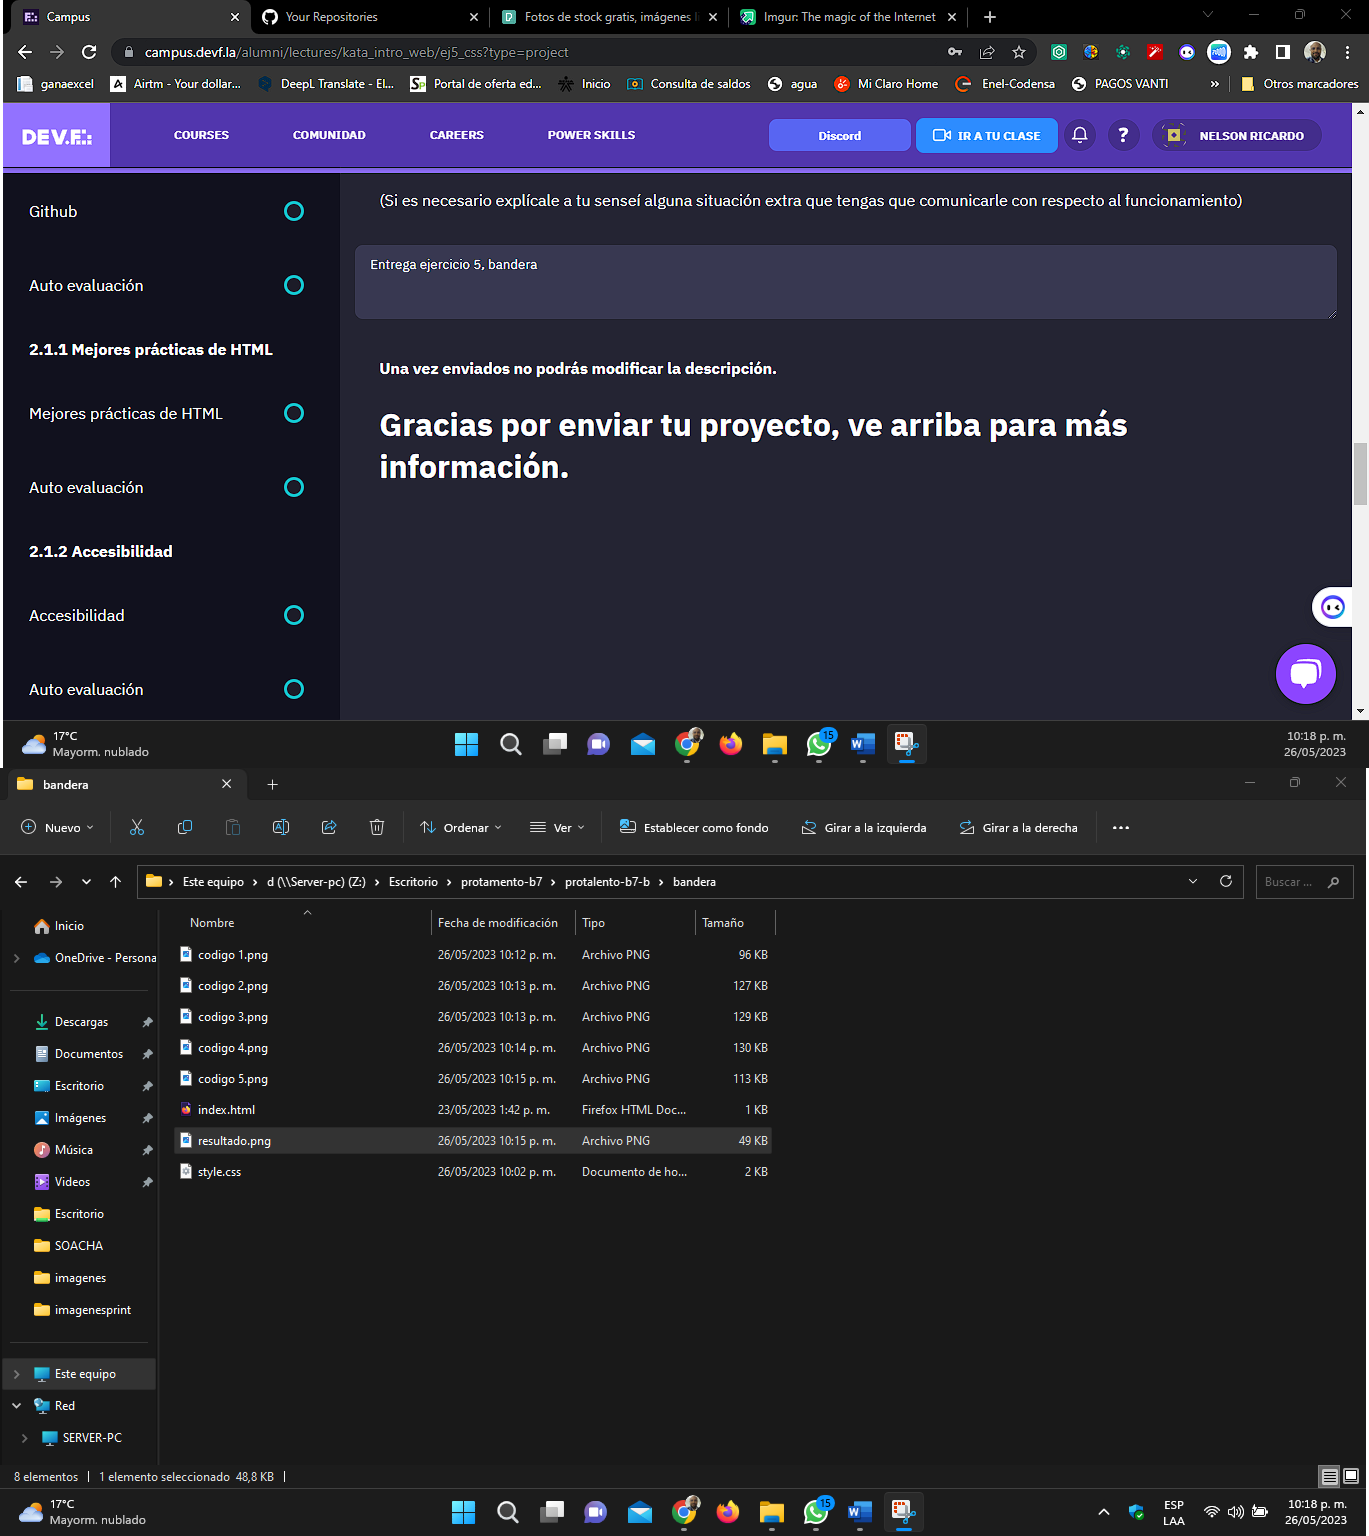 Campus
Your Repositories
Fotos de stock gratis, imágenes li
Imgur: The magic of the Internet
campus.devf.la/alumni/lectures/kata_intro_web/ej5_css?type=project
ganaexcel
Airtm - Your dollar...
DeepL Translate - El...
Portal de oferta ed...
Inicio
Consulta de saldos
agua
Mi Claro Home
Enel-Codensa
PAGOS VANTI
»
Otros marcadores
DEV.F.:
COURSES
COMUNIDAD
CAREERS
POWER SKILLS
Discord
IR A TU CLASE
?
NELSON RICARDO
Github
Auto evaluación
2.1.1 Mejores prácticas de HTML
Mejores prácticas de HTML
Auto evaluación
2.1.2 Accesibilidad
Accesibilidad
Auto evaluación
(Si es necesario explícale a tu senseí alguna situación extra que tengas que comunicarle con respecto al funcionamiento)
Entrega ejercicio 5, bandera
Una vez enviados no podrás modificar la descripción.
Gracias por enviar tu proyecto, ve arriba para más
información.
17°C
Mayorm. nublado
15
10:18 p. m.
26/05/2023
bandera
Nuevo
Ordenar
Ver
Establecer como fondo
Girar a la izquierda
Girar a la derecha
Este equipo > d (\\Server-pc) (Z:) > Escritorio > protamento-b7 > protalento-b7-b > bandera
Buscar ...
Inicio
OneDrive - Persona
Descargas
Documentos
Escritorio
Imágenes
Música
Videos
Escritorio
SOACHA
imagenes
imagenesprint
Este equipo
Red
SERVER-PC
Nombre Fecha de modificación Tipo Tamaño
codigo 1.png 26/05/2023 10:12 p. m. Archivo PNG 96 KB
codigo 2.png 26/05/2023 10:13 p. m. Archivo PNG 127 KB
codigo 3.png 26/05/2023 10:13 p. m. Archivo PNG 129 KB
codigo 4.png 26/05/2023 10:14 p. m. Archivo PNG 130 KB
codigo 5.png 26/05/2023 10:15 p. m. Archivo PNG 113 KB
index.html 23/05/2023 1:42 p. m. Firefox HTML Doc... 1 KB
resultado.png 26/05/2023 10:15 p. m. Archivo PNG 49 KB
style.css 26/05/2023 10:02 p. m. Documento de ho... 2 KB
8 elementos | 1 elemento seleccionado 48,8 KB |
17°C
Mayorm. nublado
15
ESP
LAA
10:18 p. m.
26/05/2023